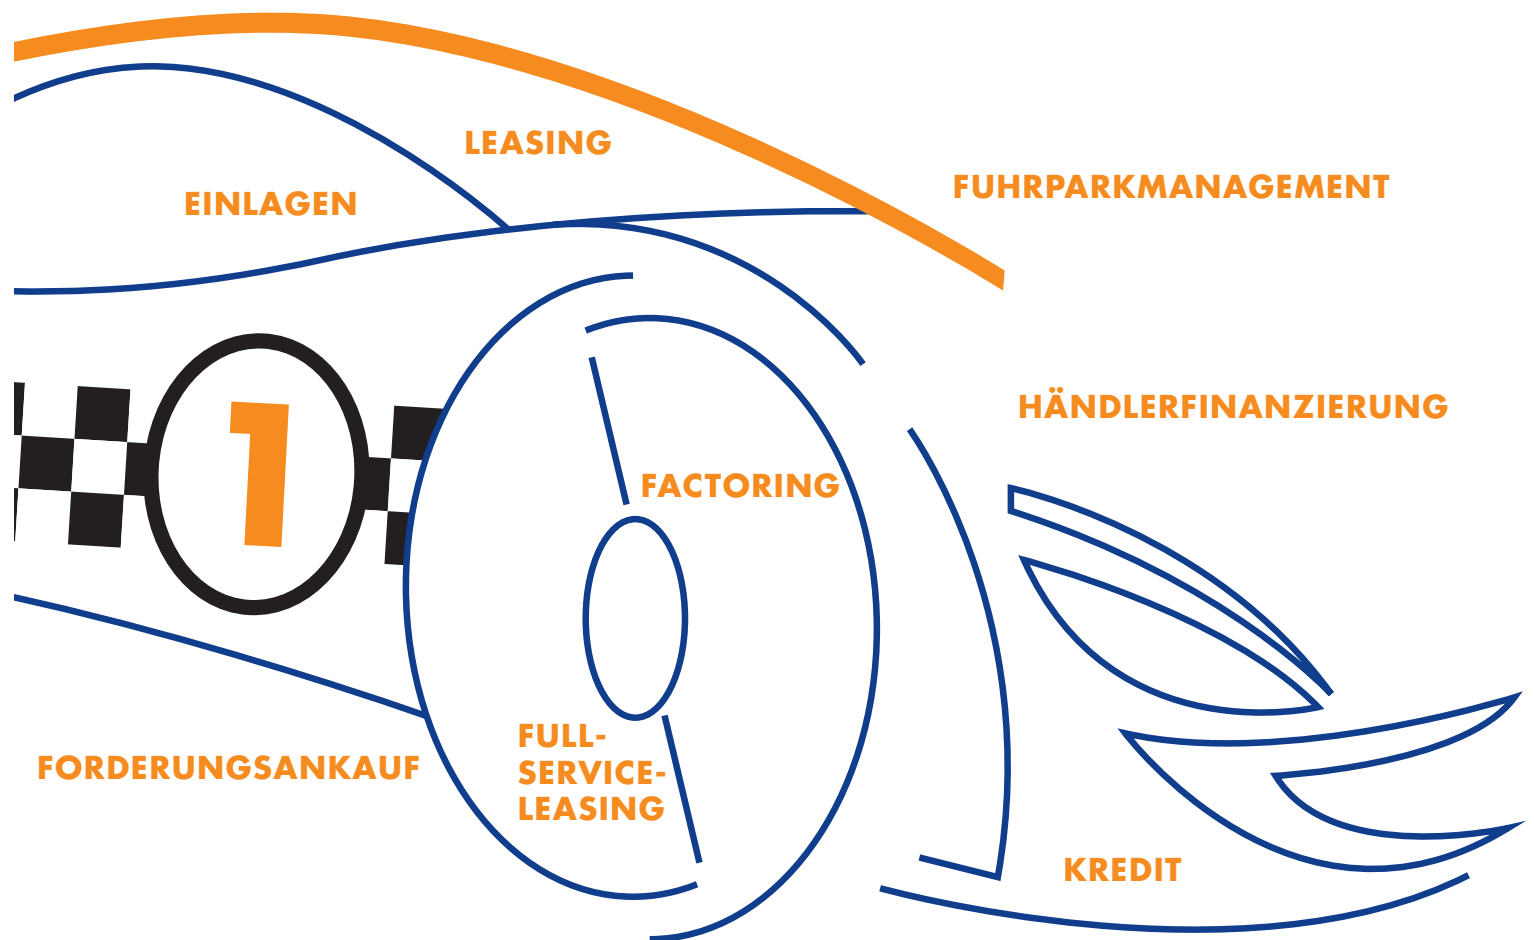 LEASING
FUHRPARKMANAGEMENT
EINLAGEN
HÄNDLERFINANZIERUNG
1
FACTORING
FORDERUNGSANKAUF
FULL-
SERVICE-
LEASING
KREDIT